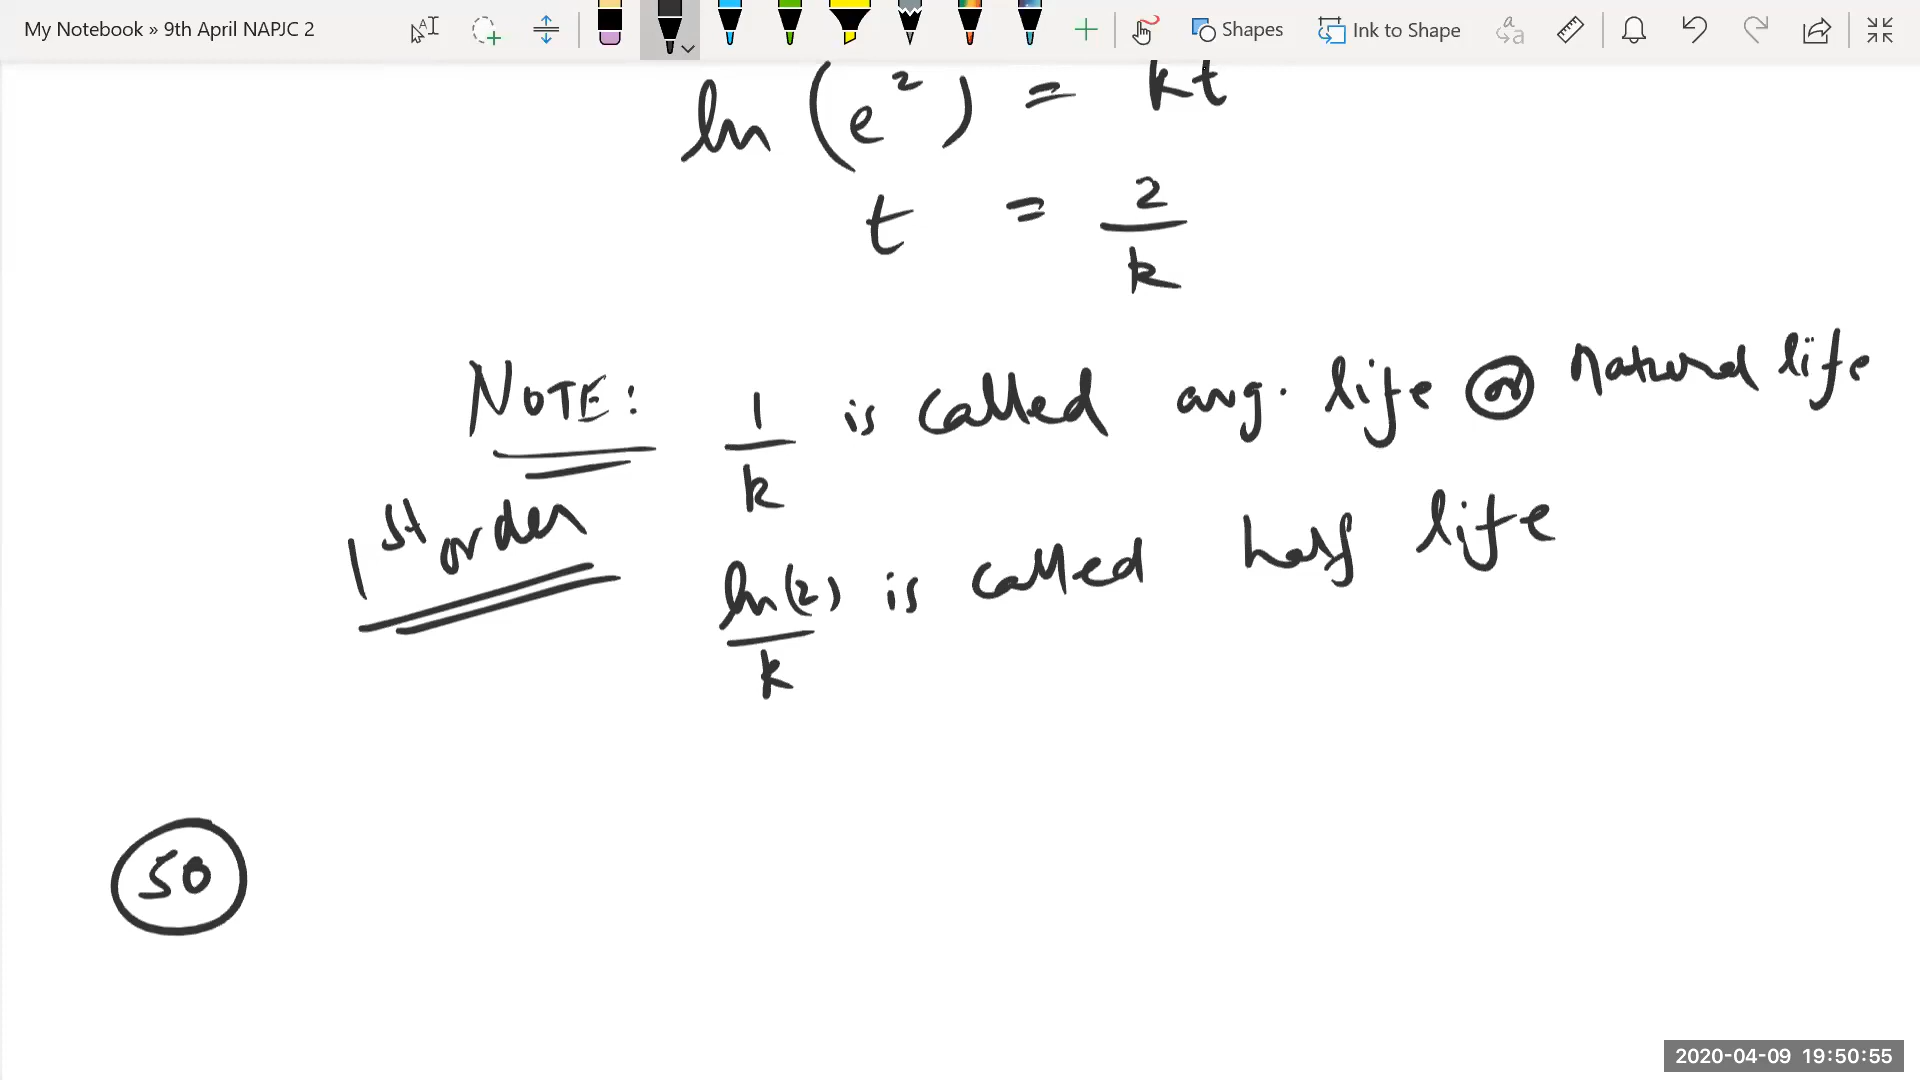 My Notebook » 9th April NAPJC 2
Shapes
Ink to Shape
ln (e²) = kt
t = 2/k
NOTE: 1/k is called avg. life or natural life
1st order
ln(2)/k is called half life
50
2020-04-09 19:50:55